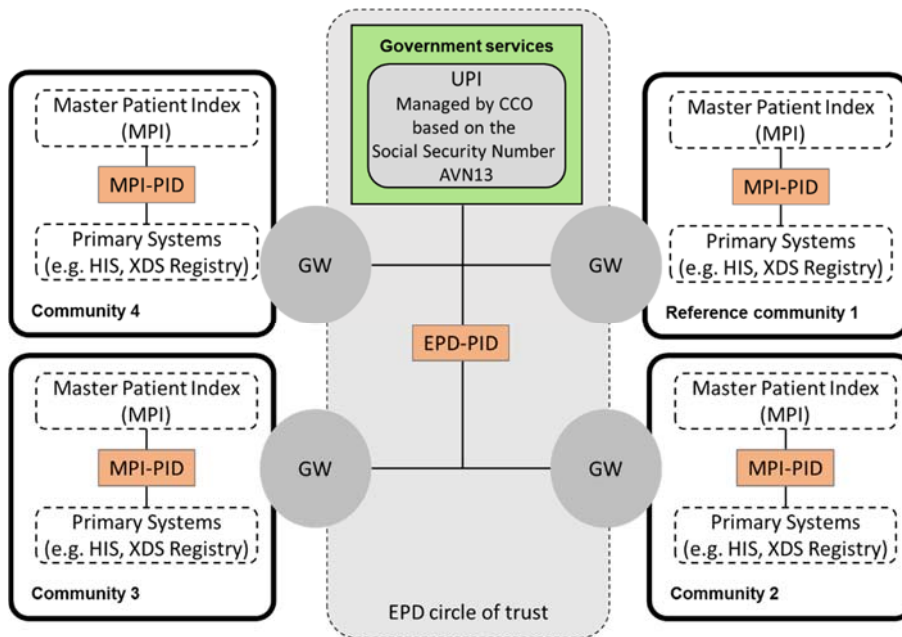 Government services
UPI
Managed by CCO
based on the
Social Security Number
AVN13
Master Patient Index
(MPI)
MPI-PID
Primary Systems
(e.g. HIS, XDS Registry)
Community 4
GW
Master Patient Index
(MPI)
MPI-PID
Primary Systems
(e.g. HIS, XDS Registry)
Reference community 1
GW
EPD-PID
Master Patient Index
(MPI)
MPI-PID
Primary Systems
(e.g. HIS, XDS Registry)
Community 3
GW
Master Patient Index
(MPI)
MPI-PID
Primary Systems
(e.g. HIS, XDS Registry)
Community 2
GW
EPD circle of trust